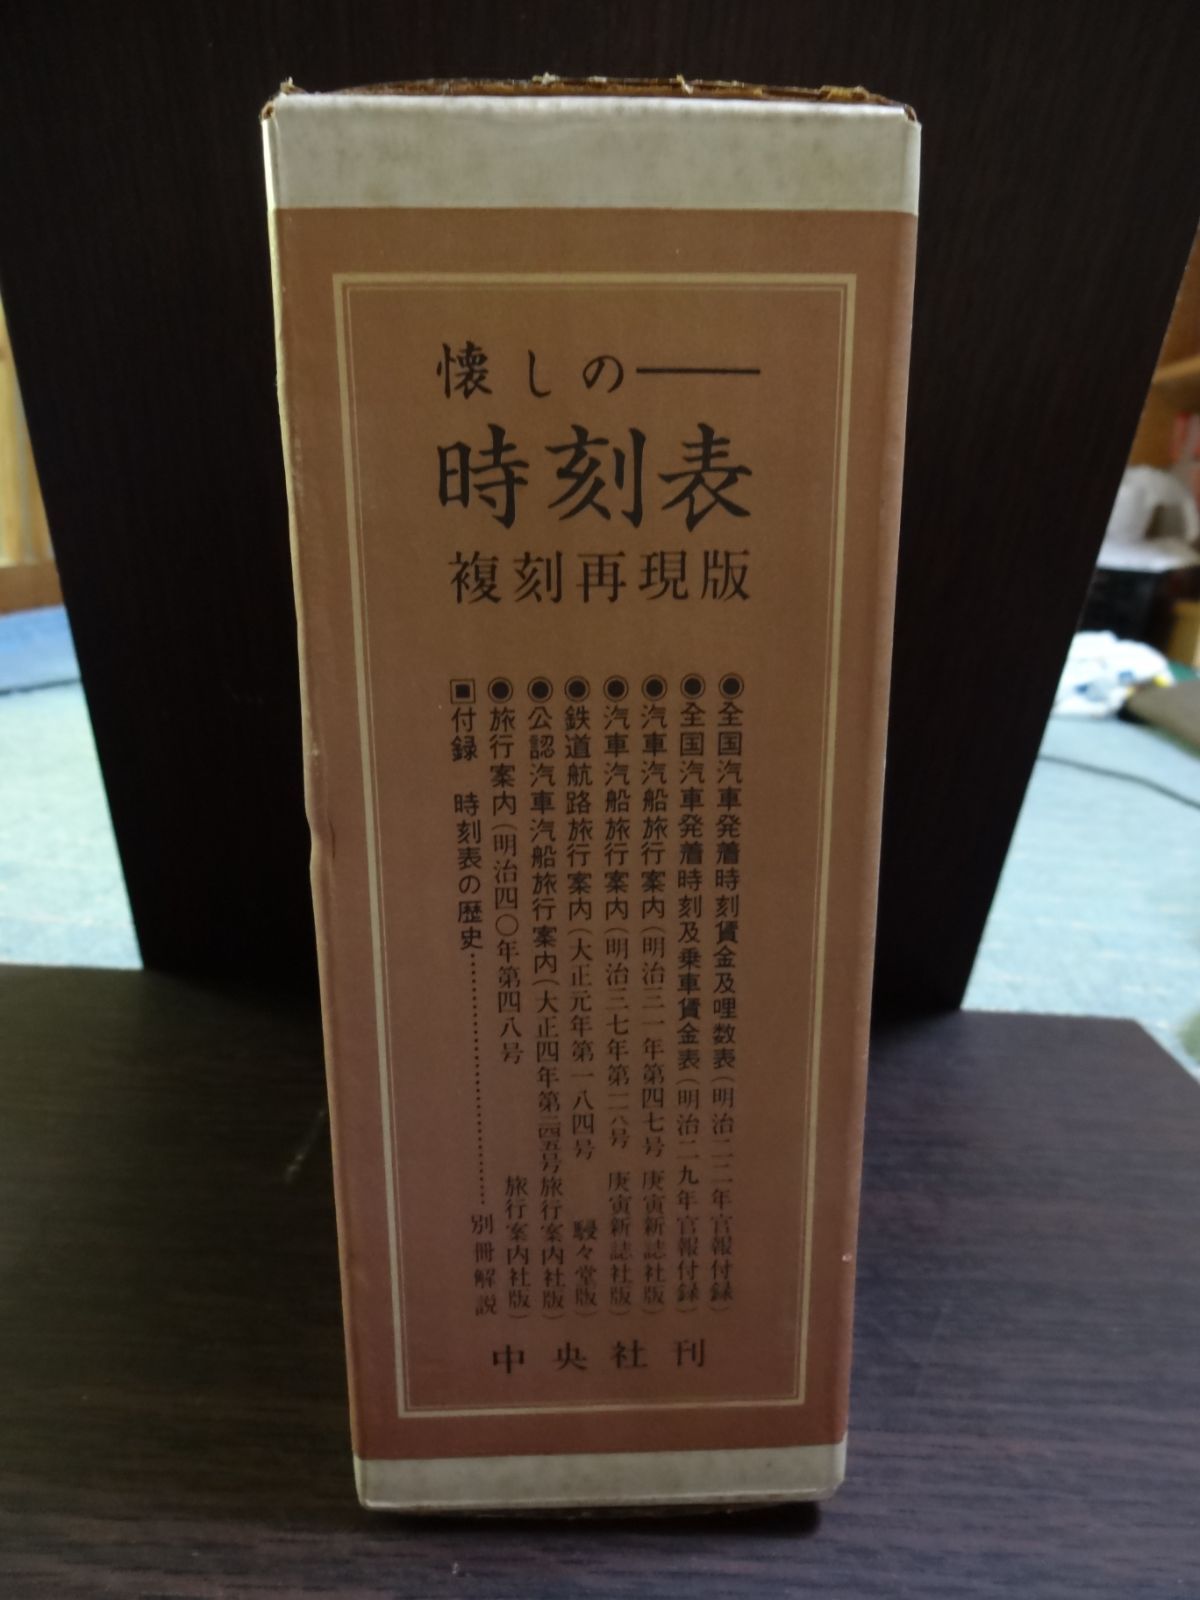 懐しの――
時刻表
複刻再現版
◉全国汽車発着時刻賃金及哩数表(明治二二年官報付録)
◉全国汽車発着時刻及乗車賃金表(明治二九年官報付録)
◉汽車汽船旅行案内(明治三一年第四七号 庚寅新誌社版)
◉汽車汽船旅行案内(明治三七年第一二八号 庚寅新誌社版)
◉鉄道航路旅行案内(大正元年第一八四号 駸々堂版)
◉公認汽車汽船旅行案内(大正四年第二四五号旅行案内社版)
◉旅行案内(明治四〇年第四八号 旅行案内社版)
▣付録 時刻表の歴史………………………別冊解説
中央社刊